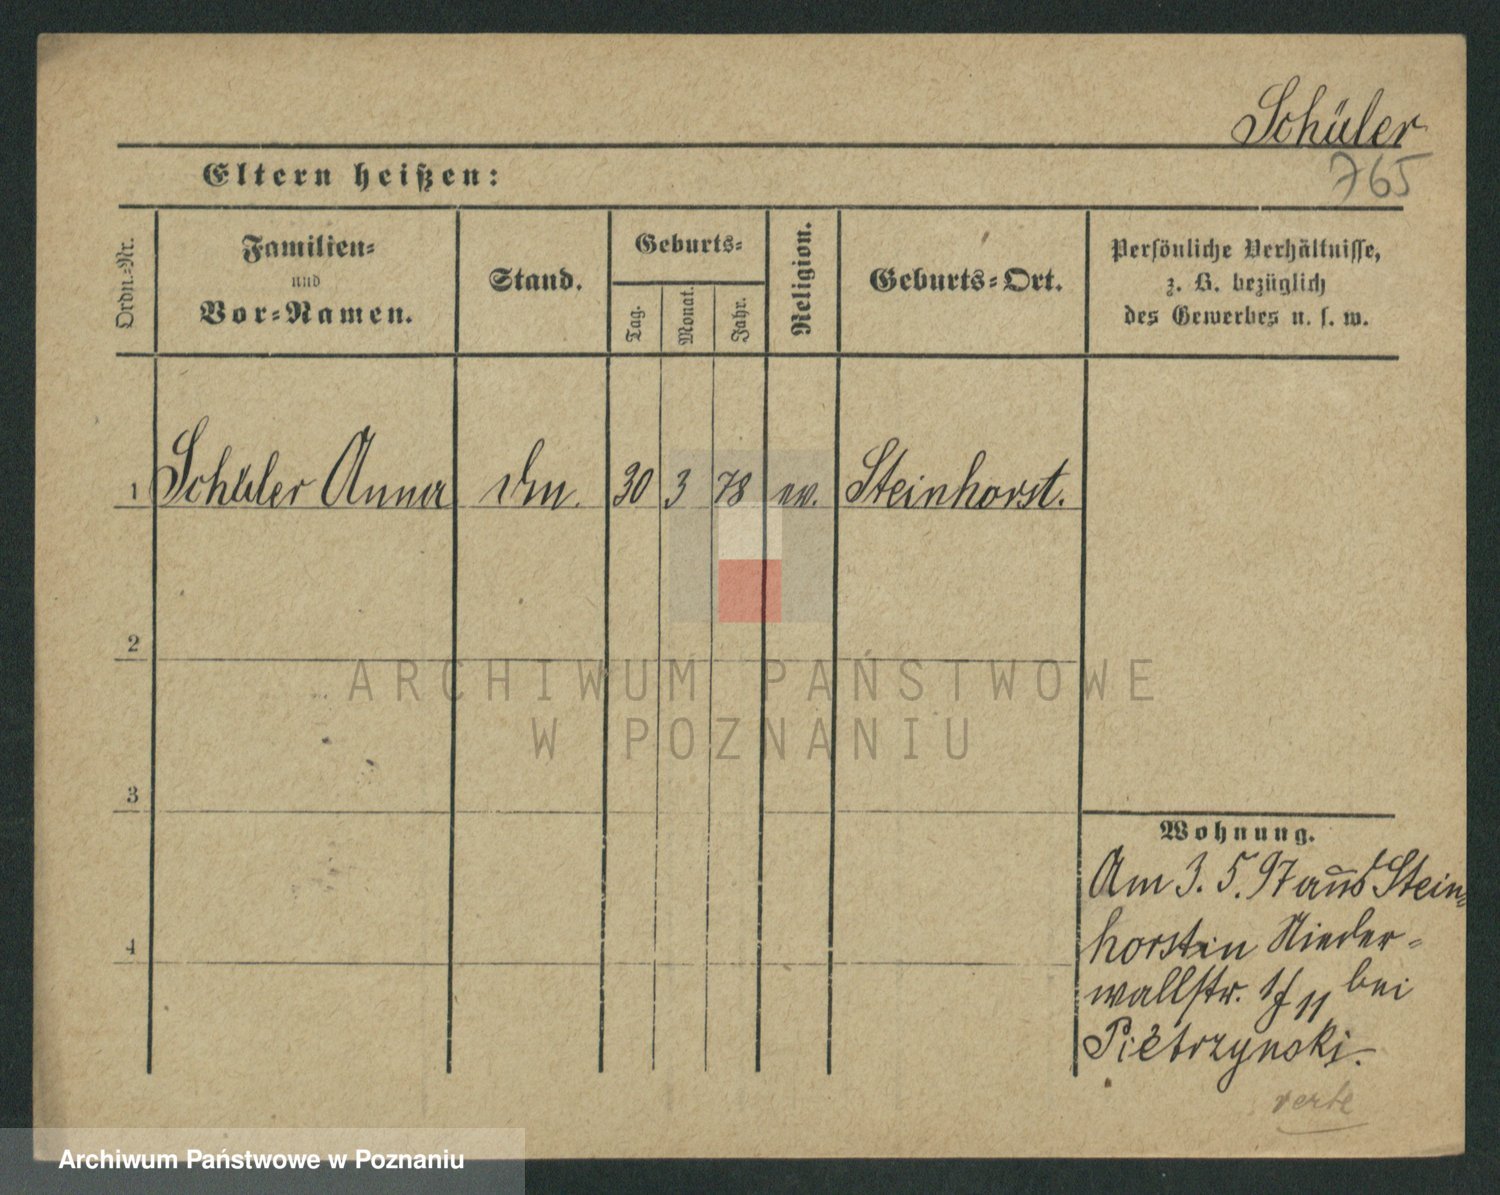 Schüler
765
Eltern heißen:
Ordn.-Nr.
Familien-
und
Vor-Namen.
Stand.
Geburts-
Tag.
Monat.
Jahr.
Religion.
Geburts-Ort.
Persönliche Verhältnisse,
z. B. bezüglich
des Gewerbes u. s. w.
1 Schüler Anna 30 3 78 ev. Steinhorst.
2
3
4
ARCHIWUM PAŃSTWOWE
W POZNANIU
Wohnung.
Am 3. 5. 97 aus Stein-
horst in Nieder-
wallstr. 11 bei
Pietrzynski.
verte
Archiwum Państwowe w Poznaniu